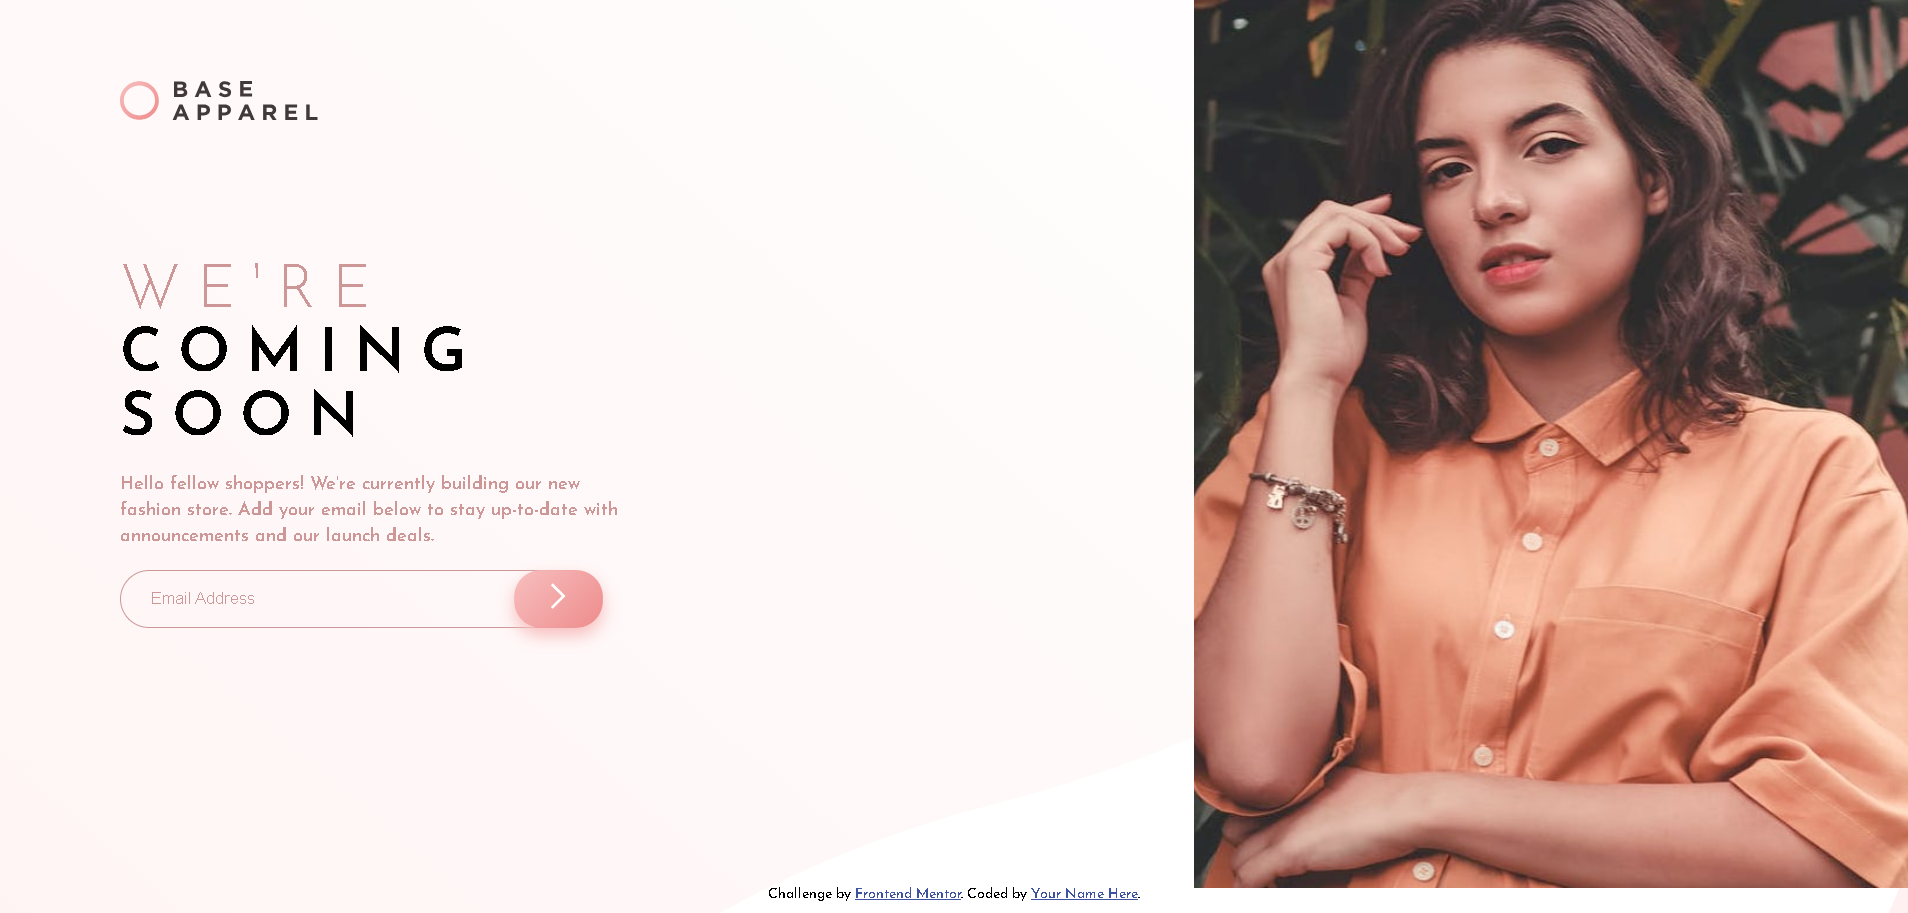 BASE
APPAREL
WE'RE
COMING
SOON
Hello fellow shoppers! We're currently building our new
fashion store. Add your email below to stay up-to-date with
announcements and our launch deals.
Email Address
Challenge by Frontend Mentor. Coded by Your Name Here.